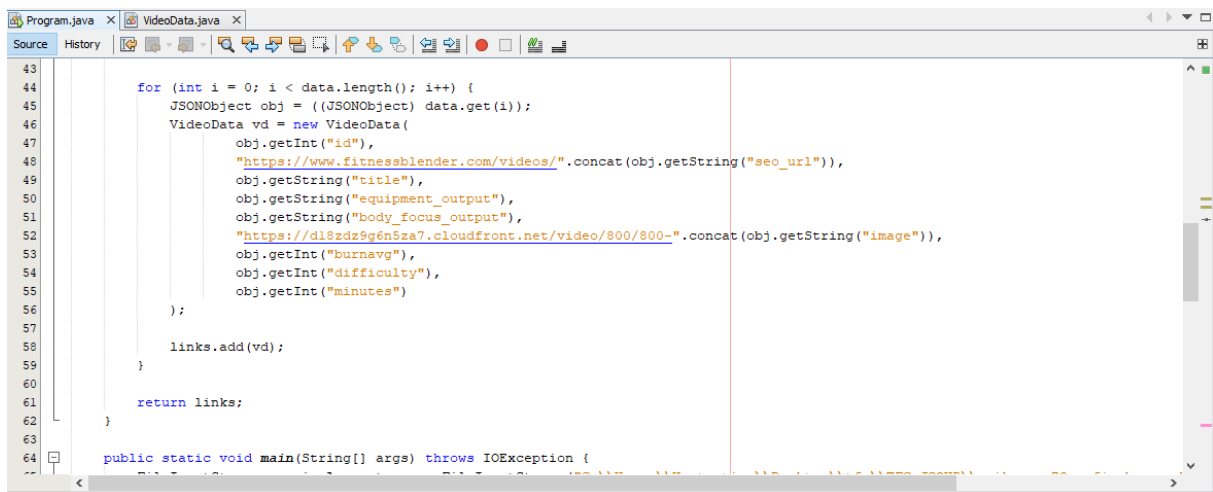 Program.java VideoData.java
Source History
43
44 for (int i = 0; i < data.length(); i++) {
45 JSONObject obj = ((JSONObject) data.get(i));
46 VideoData vd = new VideoData(
47 obj.getInt("id"),
48 "https://www.fitnessblender.com/videos/".concat(obj.getString("seo_url")),
49 obj.getString("title"),
50 obj.getString("equipment_output"),
51 obj.getString("body_focus_output"),
52 "https://d18zdz9g6n5za7.cloudfront.net/video/800/800-".concat(obj.getString("image")),
53 obj.getInt("burnavg"),
54 obj.getInt("difficulty"),
55 obj.getInt("minutes")
56 );
57
58 links.add(vd);
59 }
60
61 return links;
62 }
63
64 public static void main(String[] args) throws IOException {